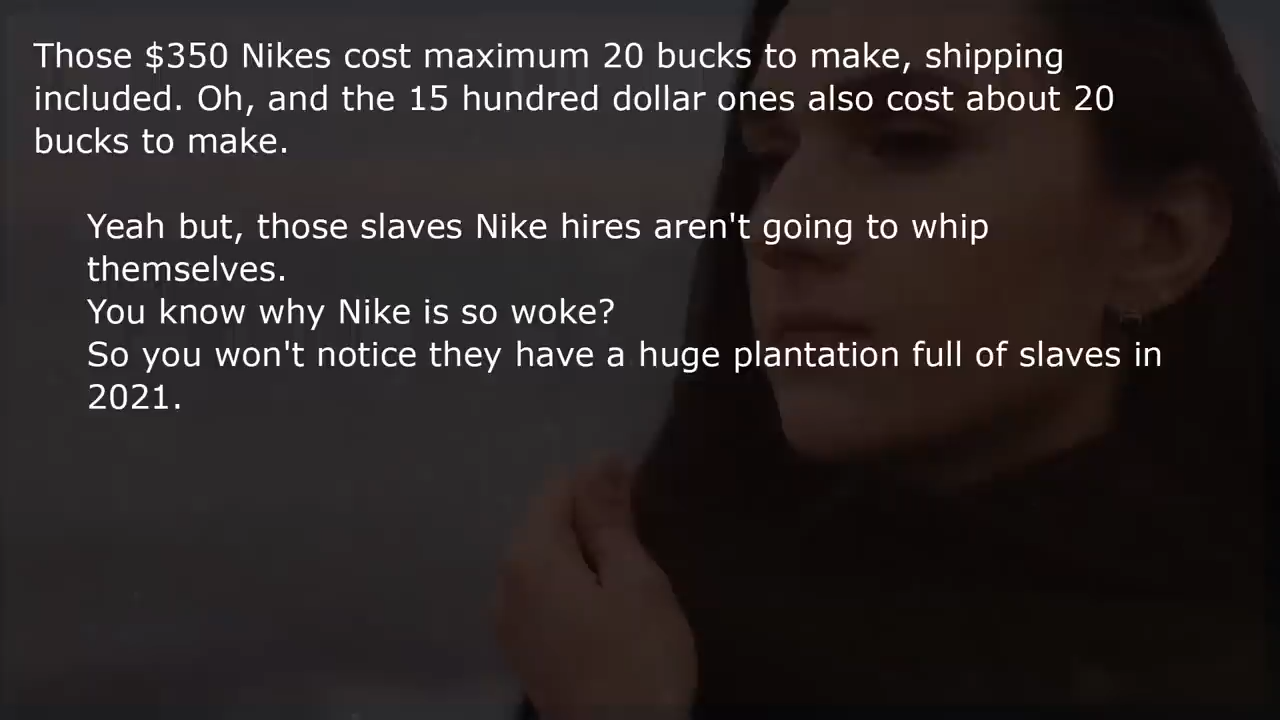 Those $350 Nikes cost maximum 20 bucks to make, shipping
included. Oh, and the 15 hundred dollar ones also cost about 20
bucks to make.
Yeah but, those slaves Nike hires aren't going to whip
themselves.
You know why Nike is so woke?
So you won't notice they have a huge plantation full of slaves in
2021.